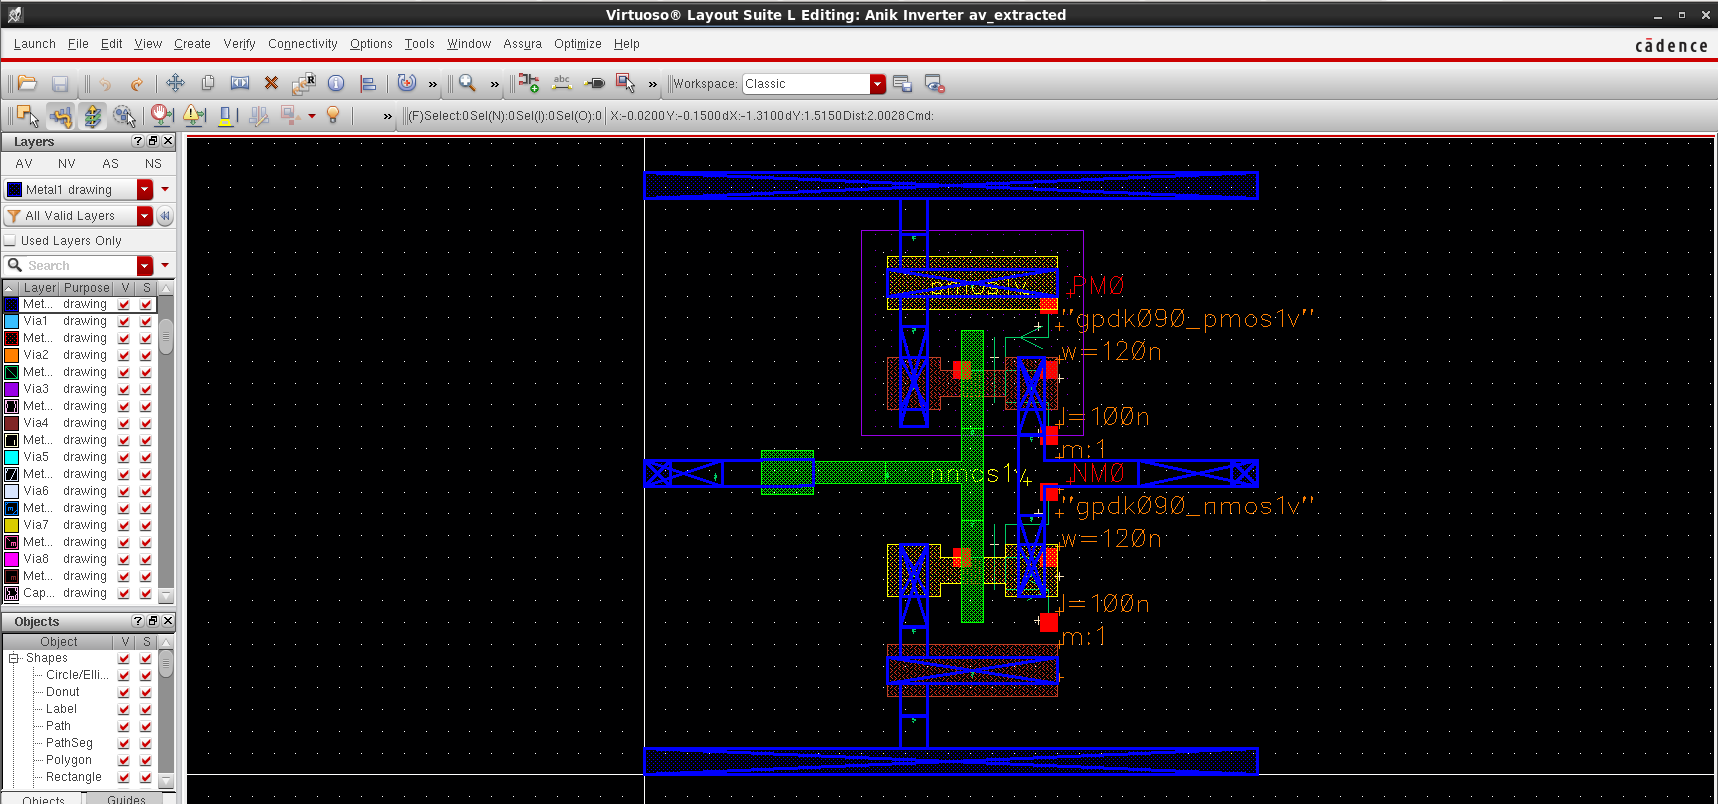 Virtuoso® Layout Suite L Editing: Anik Inverter av_extracted
Launch File Edit View Create Verify Connectivity Options Tools Window Assura Optimize Help
cādence
abc
R
Workspace: Classic
(F)Select:0 Sel(N):0 Sel(I):0 Sel(O):0 X:-0.0200 Y:-0.1500 dX:-1.3100 dY:1.5150 Dist:2.0028 Cmd:
Layers
AV NV AS NS
Metal1 drawing
All Valid Layers
Used Layers Only
Search
Layer Purpose V S
Met... drawing
Via1 drawing
Met... drawing
Via2 drawing
Met... drawing
Via3 drawing
Met... drawing
Via4 drawing
Met... drawing
Via5 drawing
Met... drawing
Via6 drawing
Met... drawing
Via7 drawing
Met... drawing
Via8 drawing
Met... drawing
Cap... drawing
Objects
Object V S
Shapes
Circle/Elli...
Donut
Label
Path
PathSeg
Polygon
Rectangle
Objects Guides
nmos1v
PM0
"gpdk090_pmos1v"
w=120n
l=100n
m:1
nmos1v
NM0
"gpdk090_nmos1v"
w=120n
l=100n
m:1